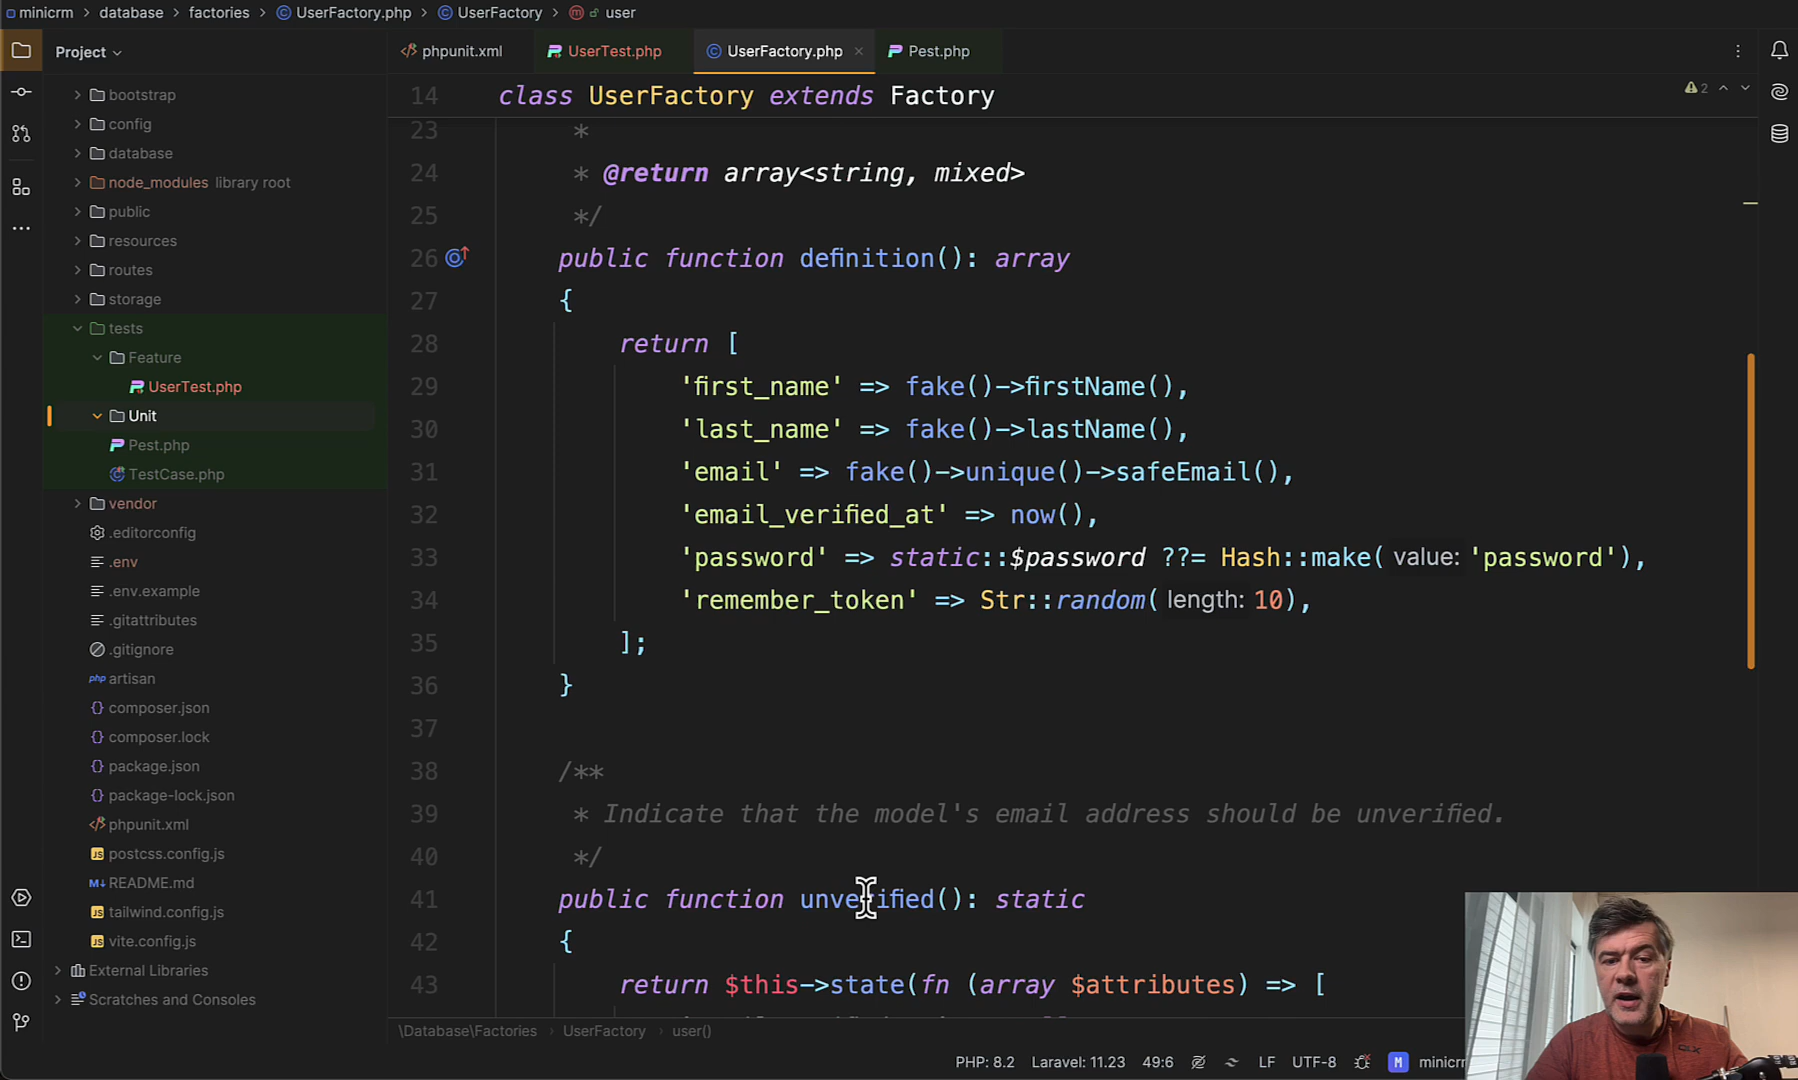 minicrm > database > factories > UserFactory.php > UserFactory > user
Project
phpunit.xml
UserTest.php
UserFactory.php
Pest.php
bootstrap
config
database
node_modules library root
public
resources
routes
storage
tests
Feature
UserTest.php
Unit
Pest.php
TestCase.php
vendor
.editorconfig
.env
.env.example
.gitattributes
.gitignore
php artisan
composer.json
composer.lock
package.json
package-lock.json
phpunit.xml
JS postcss.config.js
M↓ README.md
JS tailwind.config.js
JS vite.config.js
External Libraries
Scratches and Consoles
14 class UserFactory extends Factory
2
23 *
24 * @return array<string, mixed>
25 */
26 public function definition(): array
27 {
28 return [
29 'first_name' => fake()->firstName(),
30 'last_name' => fake()->lastName(),
31 'email' => fake()->unique()->safeEmail(),
32 'email_verified_at' => now(),
33 'password' => static::$password ??= Hash::make( value: 'password'),
34 'remember_token' => Str::random( length: 10),
35 ];
36 }
37
38 /**
39 * Indicate that the model's email address should be unverified.
40 */
41 public function unverified(): static
42 {
43 return $this->state(fn (array $attributes) => [
\Database\Factories UserFactory user()
PHP: 8.2 Laravel: 11.23 49:6 LF UTF-8 M minicrm